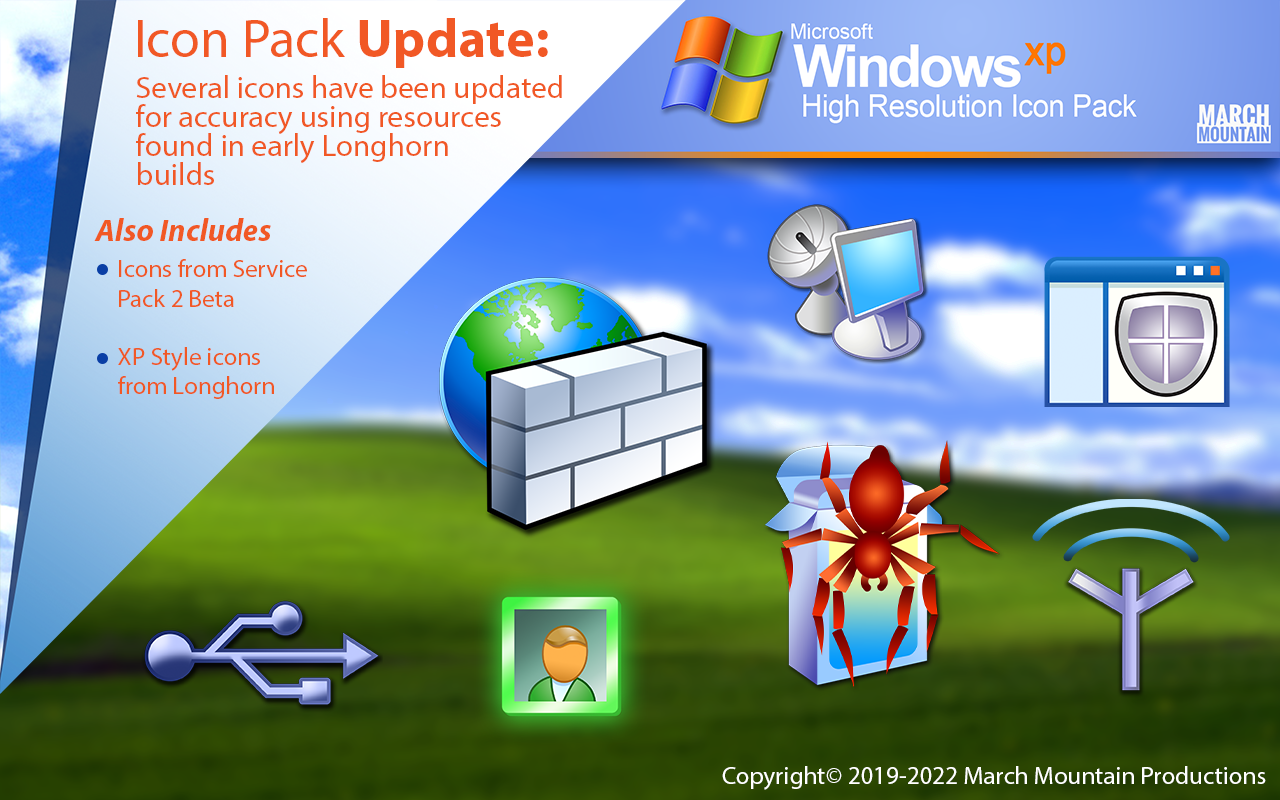 Icon Pack Update:
Several icons have been updated
for accuracy using resources
found in early Longhorn
builds
Also Includes
Icons from Service
Pack 2 Beta
XP Style icons
from Longhorn
Microsoft
Windows xp
High Resolution Icon Pack
MARCH
MOUNTAIN
Copyright© 2019-2022 March Mountain Productions